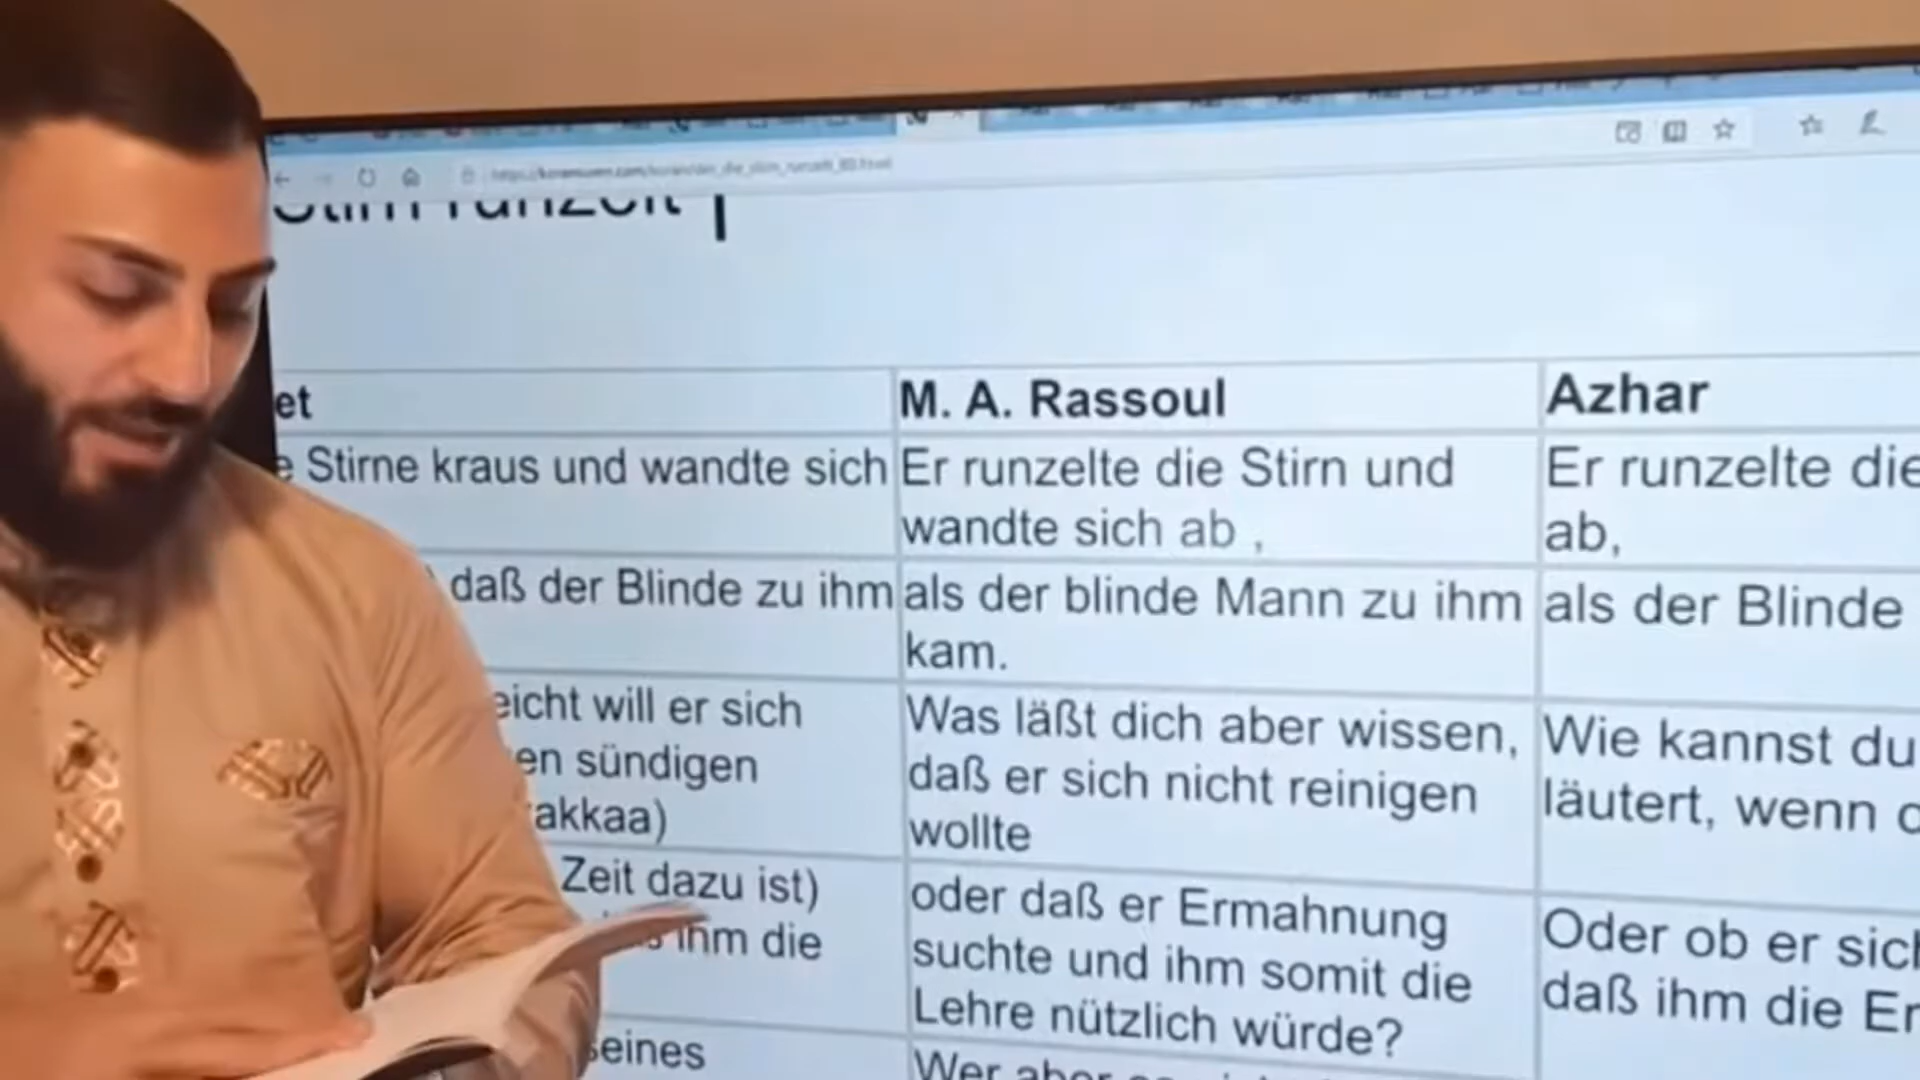 Stirn runzelt
et
M. A. Rassoul
Azhar
Stirne kraus und wandte sich
Er runzelte die Stirn und
wandte sich ab ,
Er runzelte die
ab,
daß der Blinde zu ihm
als der blinde Mann zu ihm
kam.
als der Blinde
eicht will er sich
en sündigen
akkaa)
Was läßt dich aber wissen,
daß er sich nicht reinigen
wollte
Wie kannst du
läutert, wenn d
Zeit dazu ist)
ihm die
oder daß er Ermahnung
suchte und ihm somit die
Lehre nützlich würde?
Oder ob er sich
daß ihm die Er
seines
Wer aber